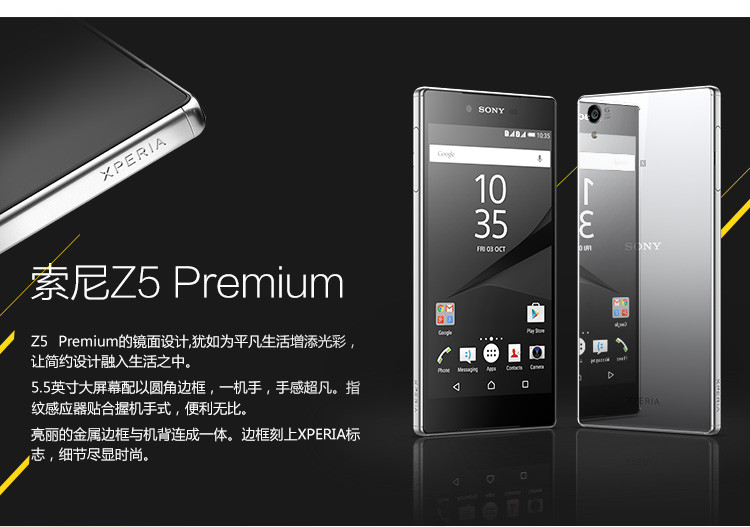 XPERIA
索尼Z5 Premium
Z5 Premium的镜面设计,犹如为平凡生活增添光彩，
让简约设计融入生活之中。
5.5英寸大屏幕配以圆角边框，一机手，手感超凡。指
纹感应器贴合握机手式，便利无比。
亮丽的金属边框与机背连成一体。边框刻上XPERIA标
志，细节尽显时尚。
SONY
10:35
Google
10
35
FRI 03 OCT
Google
Play Store
Phone
Messaging
Apps
Contacts
Camera
SONY
XPERIA